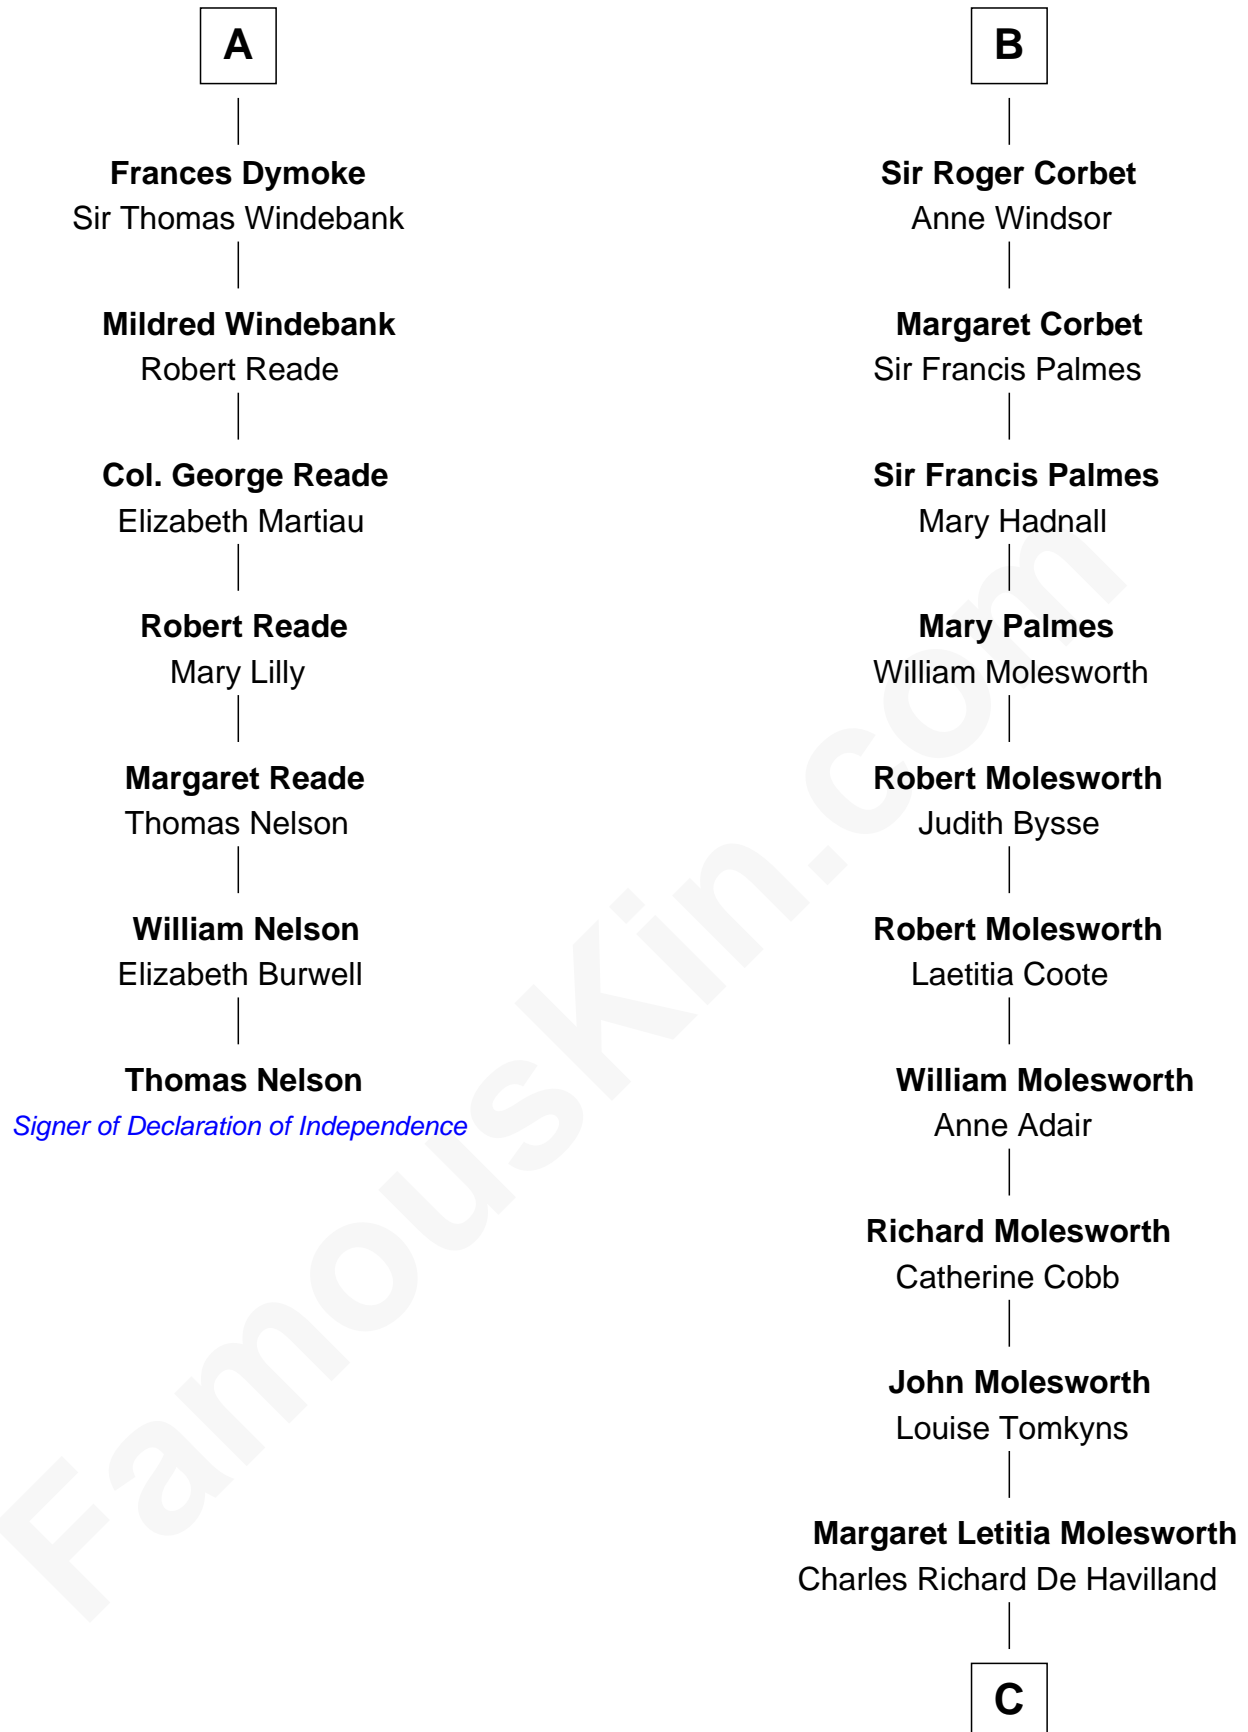 A
Frances Dymoke
Sir Thomas Windebank
Mildred Windebank
Robert Reade
Col. George Reade
Elizabeth Martiau
Robert Reade
Mary Lilly
Margaret Reade
Thomas Nelson
William Nelson
Elizabeth Burwell
Thomas Nelson
Signer of Declaration of Independence
B
Sir Roger Corbet
Anne Windsor
Margaret Corbet
Sir Francis Palmes
Sir Francis Palmes
Mary Hadnall
Mary Palmes
William Molesworth
Robert Molesworth
Judith Bysse
Robert Molesworth
Laetitia Coote
William Molesworth
Anne Adair
Richard Molesworth
Catherine Cobb
John Molesworth
Louise Tomkyns
Margaret Letitia Molesworth
Charles Richard De Havilland
C
FamousKin.com